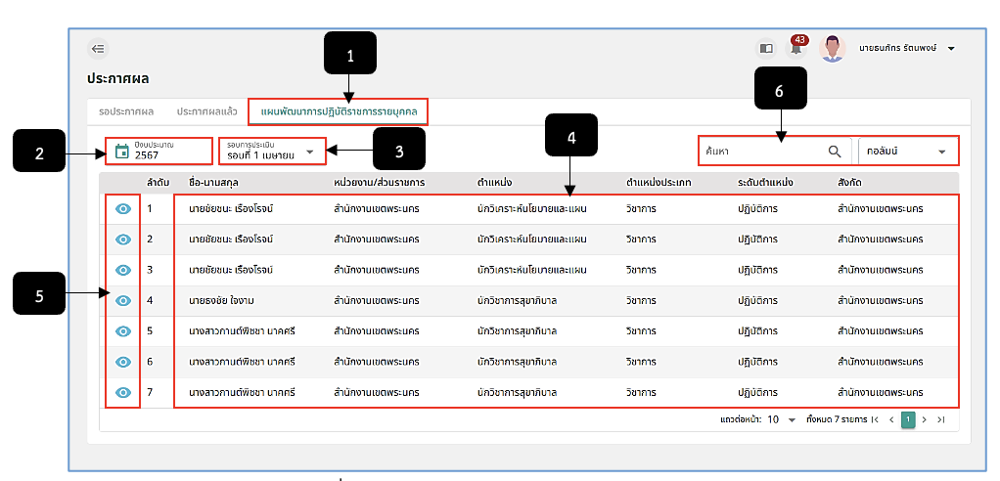 1
43
นายธนภัทร รัตนพงษ์
ประกาศผล
6
รอประกาศผล ประกาศผลแล้ว แผนพัฒนาการปฏิบัติราชการรายบุคคล
2
ปีงบประมาณ
2567
รอบการประเมิน
รอบที่ 1 เมษายน
3
4
ค้นหา
คอลัมน์
ลำดับ ชื่อ-นามสกุล หน่วยงาน/ส่วนราชการ ตำแหน่ง ตำแหน่งประเภท ระดับตำแหน่ง สังกัด
1 นายชัยชนะ เรืองโรจน์ สำนักงานเขตพระนคร นักวิเคราะห์นโยบายและแผน วิชาการ ปฏิบัติการ สำนักงานเขตพระนคร
2 นายชัยชนะ เรืองโรจน์ สำนักงานเขตพระนคร นักวิเคราะห์นโยบายและแผน วิชาการ ปฏิบัติการ สำนักงานเขตพระนคร
3 นายชัยชนะ เรืองโรจน์ สำนักงานเขตพระนคร นักวิเคราะห์นโยบายและแผน วิชาการ ปฏิบัติการ สำนักงานเขตพระนคร
5
4 นายธงชัย ใจงาม สำนักงานเขตพระนคร นักวิชาการสุขาภิบาล วิชาการ ปฏิบัติการ สำนักงานเขตพระนคร
5 นางสาวกานต์พิชชา นาคศรี สำนักงานเขตพระนคร นักวิชาการสุขาภิบาล วิชาการ ปฏิบัติการ สำนักงานเขตพระนคร
6 นางสาวกานต์พิชชา นาคศรี สำนักงานเขตพระนคร นักวิชาการสุขาภิบาล วิชาการ ปฏิบัติการ สำนักงานเขตพระนคร
7 นางสาวกานต์พิชชา นาคศรี สำนักงานเขตพระนคร นักวิชาการสุขาภิบาล วิชาการ ปฏิบัติการ สำนักงานเขตพระนคร
แถวต่อหน้า: 10 ทั้งหมด 7 รายการ 1